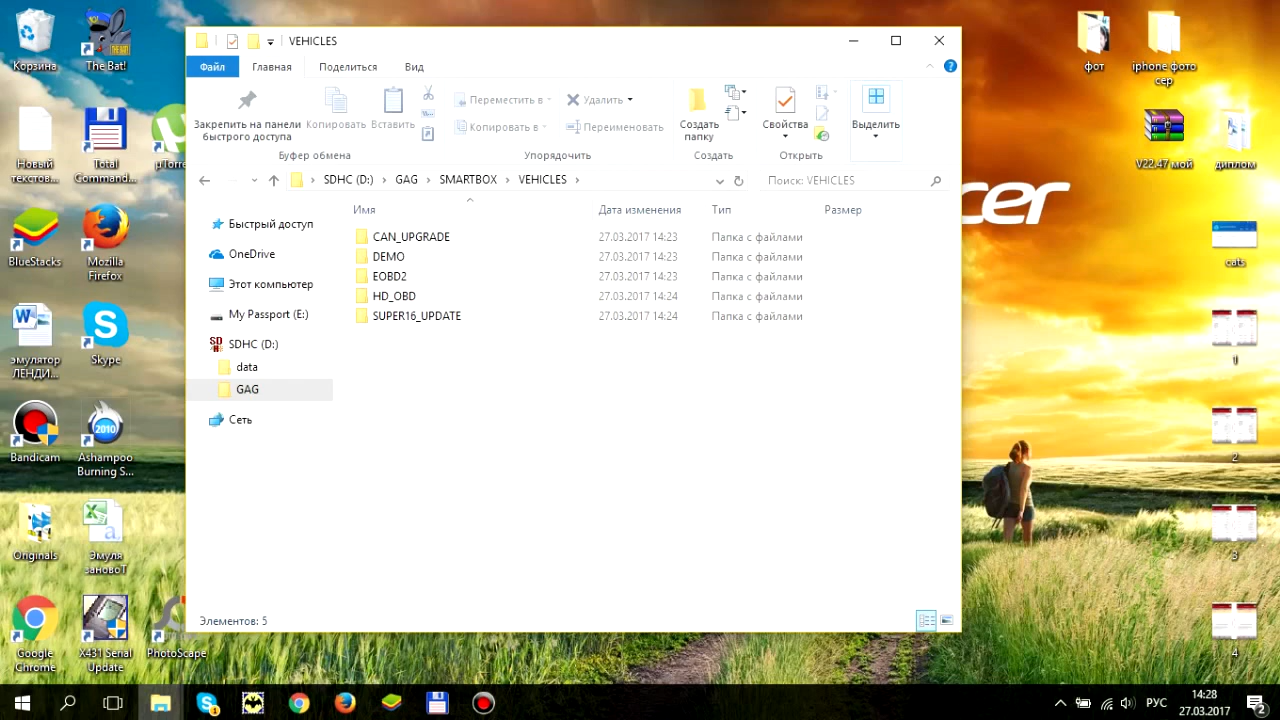 VEHICLES
Файл
Главная
Поделиться
Вид
Закрепить на панели
быстрого доступа
Копировать
Вставить
Переместить в
Копировать в
Удалить
Переименовать
Создать
папку
Свойства
Выделить
Буфер обмена
Упорядочить
Создать
Открыть
SDHC (D:)
GAG
SMARTBOX
VEHICLES
Поиск: VEHICLES
Имя
Дата изменения
Тип
Размер
CAN_UPGRADE 27.03.2017 14:23 Папка с файлами
DEMO 27.03.2017 14:23 Папка с файлами
EOBD2 27.03.2017 14:23 Папка с файлами
HD_OBD 27.03.2017 14:24 Папка с файлами
SUPER16_UPDATE 27.03.2017 14:24 Папка с файлами
Быстрый доступ
OneDrive
Этот компьютер
My Passport (E:)
SDHC (D:)
data
GAG
Сеть
Элементов: 5
Корзина
The Bat!
Новый
текстов...
Total
Command...
µTorre
BlueStacks
Mozilla
Firefox
эмулятор
ЛЕНДИ...
Skype
Bandicam
2010
Ashampoo
Burning S...
Originals
Эмуля
зановоТ
Google
Chrome
X431 Serial
Update
PhotoScape
фот
iphone фото
сер
V22.47 мой
диплом
cer
cats
1
2
3
4
РУС
14:28
27.03.2017
2